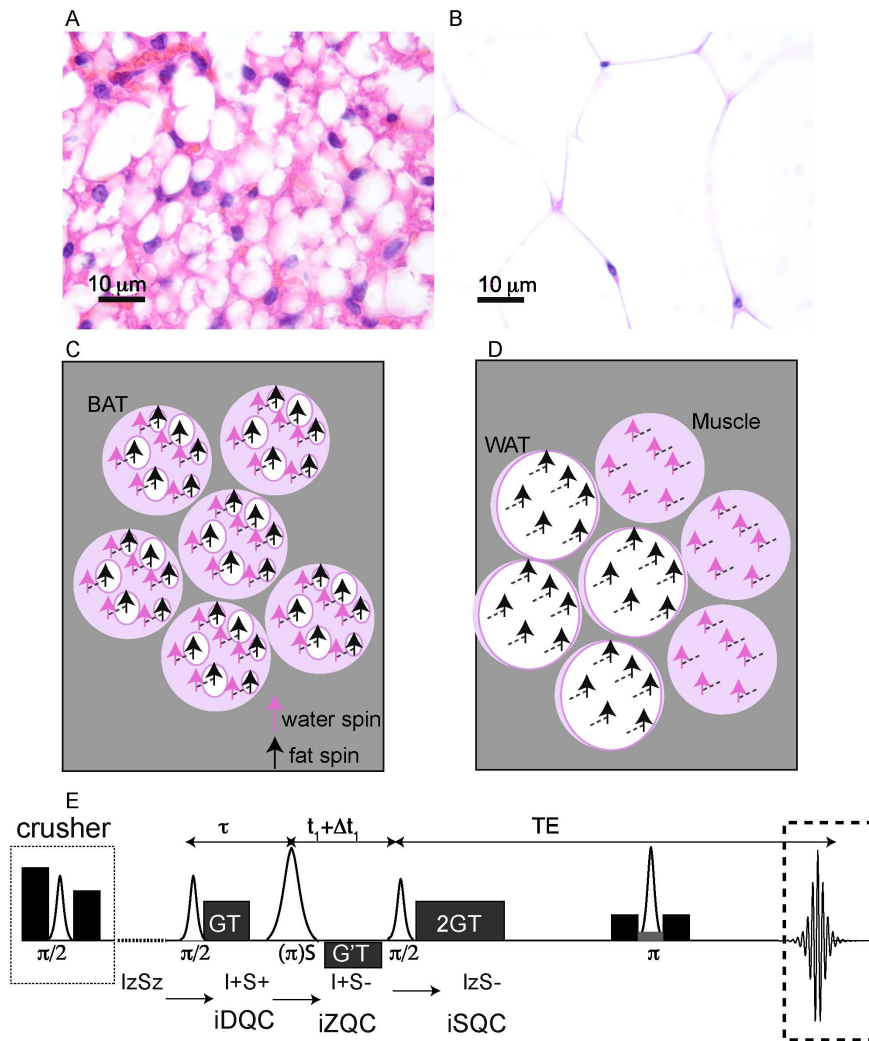 A
B
10 μm
10 μm
C
D
BAT
Muscle
WAT
water spin
fat spin
E
crusher
τ
t₁+Δt₁
TE
GT
2GT
π/2
π/2
(π)S
G'T
π/2
π
IzSz
I+S+
I+S-
IzS-
iDQC
iZQC
iSQC